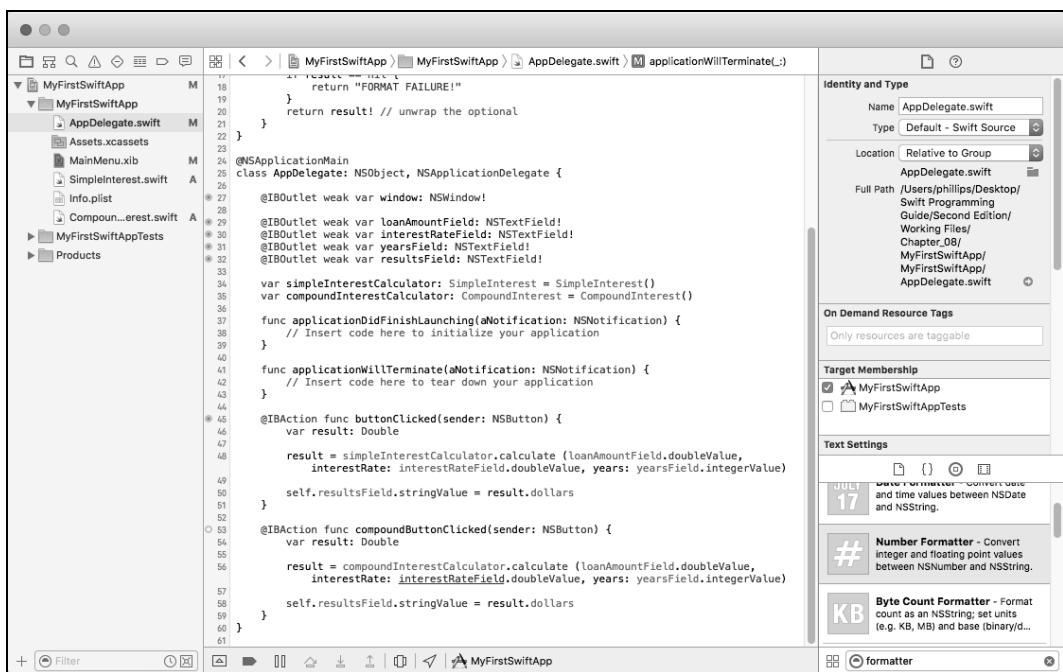 MyFirstSwiftApp M
MyFirstSwiftApp
AppDelegate.swift M
Assets.xcassets
MainMenu.xib M
SimpleInterest.swift A
Info.plist
Compoun...erest.swift A
MyFirstSwiftAppTests
Products
Filter
MyFirstSwiftApp 〉 MyFirstSwiftApp 〉 AppDelegate.swift 〉 M applicationWillTerminate(_:)
17 if result == nil {
18 return "FORMAT FAILURE!"
19 }
20 return result! // unwrap the optional
21 }
22 }
23
24 @NSApplicationMain
25 class AppDelegate: NSObject, NSApplicationDelegate {
26
27 @IBOutlet weak var window: NSWindow!
28
29 @IBOutlet weak var loanAmountField: NSTextField!
30 @IBOutlet weak var interestRateField: NSTextField!
31 @IBOutlet weak var yearsField: NSTextField!
32 @IBOutlet weak var resultsField: NSTextField!
33
34 var simpleInterestCalculator: SimpleInterest = SimpleInterest()
35 var compoundInterestCalculator: CompoundInterest = CompoundInterest()
36
37 func applicationDidFinishLaunching(aNotification: NSNotification) {
38 // Insert code here to initialize your application
39 }
40
41 func applicationWillTerminate(aNotification: NSNotification) {
42 // Insert code here to tear down your application
43 }
44
45 @IBAction func buttonClicked(sender: NSButton) {
46 var result: Double
47
48 result = simpleInterestCalculator.calculate (loanAmountField.doubleValue,
interestRate: interestRateField.doubleValue, years: yearsField.integerValue)
49
50 self.resultsField.stringValue = result.dollars
51 }
52
53 @IBAction func compoundButtonClicked(sender: NSButton) {
54 var result: Double
55
56 result = compoundInterestCalculator.calculate (loanAmountField.doubleValue,
interestRate: interestRateField.doubleValue, years: yearsField.integerValue)
57
58 self.resultsField.stringValue = result.dollars
59 }
60 }
61
MyFirstSwiftApp
Identity and Type
Name AppDelegate.swift
Type Default - Swift Source
Location Relative to Group
AppDelegate.swift
Full Path /Users/phillips/Desktop/
Swift Programming
Guide/Second Edition/
Working Files/
Chapter_08/
MyFirstSwiftApp/
MyFirstSwiftApp/
AppDelegate.swift
On Demand Resource Tags
Only resources are taggable
Target Membership
MyFirstSwiftApp
MyFirstSwiftAppTests
Text Settings
{}
JULY
17
Date Formatter - Convert date
and time values between NSDate
and NSString.
#
Number Formatter - Convert
integer and floating point values
between NSNumber and NSString.
KB
Byte Count Formatter - Format
count as an NSString; set units
(e.g. KB, MB) and base (binary/d...
formatter